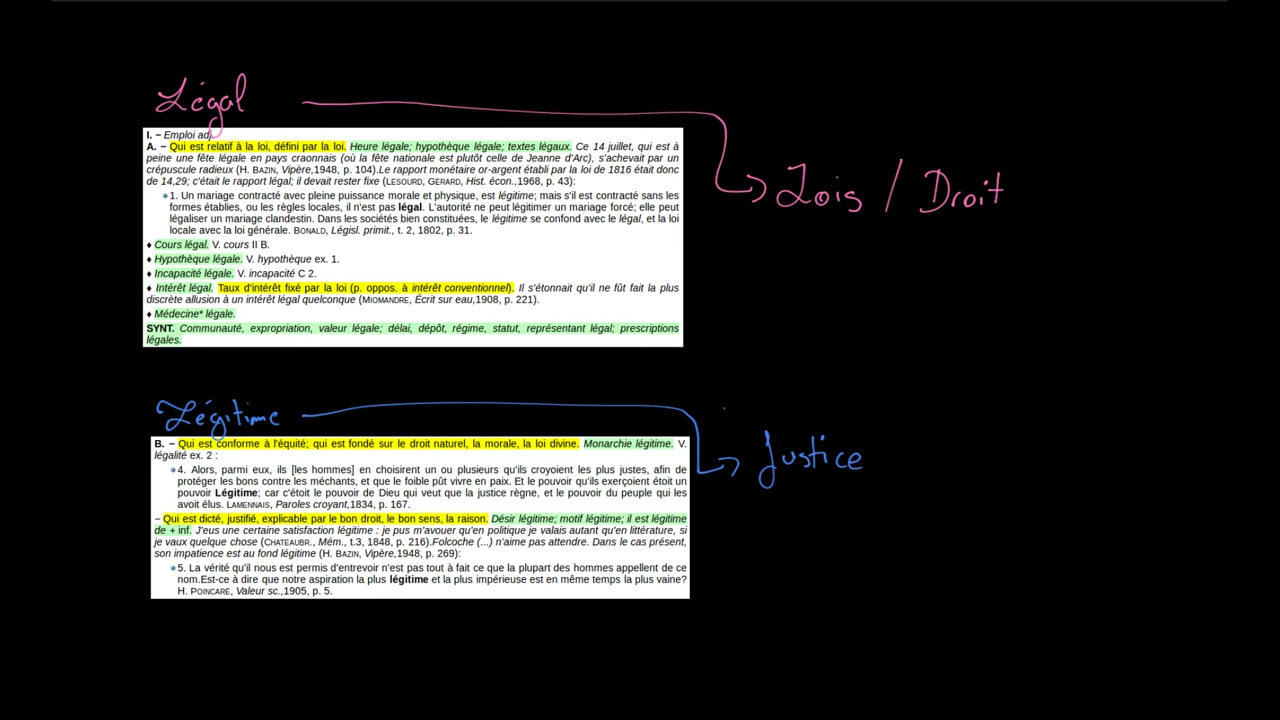 Légal
I. − Emploi adj.
A. − Qui est relatif à la loi, défini par la loi. Heure légale; hypothèque légale; textes légaux. Ce 14 juillet, qui est à
peine une fête légale en pays craonnais (où la fête nationale est plutôt celle de Jeanne d'Arc), s'achevait par un
crépuscule radieux (H. BAZIN, Vipère,1948, p. 104).Le rapport monétaire or-argent établi par la loi de 1816 était donc
de 14,29; c'était le rapport légal; il devait rester fixe (LESOURD, GÉRARD, Hist. écon.,1968, p. 43):
1. Un mariage contracté avec pleine puissance morale et physique, est légitime; mais s'il est contracté sans les
formes établies, ou les règles locales, il n'est pas légal. L'autorité ne peut légitimer un mariage forcé; elle peut
légaliser un mariage clandestin. Dans les sociétés bien constituées, le légitime se confond avec le légal, et la loi
locale avec la loi générale. BONALD, Législ. primit., t. 2, 1802, p. 31.
♦ Cours légal. V. cours II B.
♦ Hypothèque légale. V. hypothèque ex. 1.
♦ Incapacité légale. V. incapacité C 2.
♦ Intérêt légal. Taux d'intérêt fixé par la loi (p. oppos. à intérêt conventionnel). Il s'étonnait qu'il ne fût fait la plus
discrète allusion à un intérêt légal quelconque (MIOMANDRE, Écrit sur eau,1908, p. 221).
♦ Médecine* légale.
SYNT. Communauté, expropriation, valeur légale; délai, dépôt, régime, statut, représentant légal; prescriptions
légales.
Lois / Droit
Légitime
B. − Qui est conforme à l'équité; qui est fondé sur le droit naturel, la morale, la loi divine. Monarchie légitime. V.
légalité ex. 2 :
4. Alors, parmi eux, ils [les hommes] en choisirent un ou plusieurs qu'ils croyoient les plus justes, afin de
protéger les bons contre les méchants, et que le foible pût vivre en paix. Et le pouvoir qu'ils exerçoient étoit un
pouvoir Légitime; car c'étoit le pouvoir de Dieu qui veut que la justice règne, et le pouvoir du peuple qui les
avoit élus. LAMENNAIS, Paroles croyant,1834, p. 167.
− Qui est dicté, justifié, explicable par le bon droit, le bon sens, la raison. Désir légitime; motif légitime; il est légitime
de + inf. J'eus une certaine satisfaction légitime : je pus m'avouer qu'en politique je valais autant qu'en littérature, si
je vaux quelque chose (CHATEAUBR., Mém., t.3, 1848, p. 216).Folcoche (...) n'aime pas attendre. Dans le cas présent,
son impatience est au fond légitime (H. BAZIN, Vipère,1948, p. 269):
5. La vérité qu'il nous est permis d'entrevoir n'est pas tout à fait ce que la plupart des hommes appellent de ce
nom.Est-ce à dire que notre aspiration la plus légitime et la plus impérieuse est en même temps la plus vaine?
H. POINCARÉ, Valeur sc.,1905, p. 5.
Justice